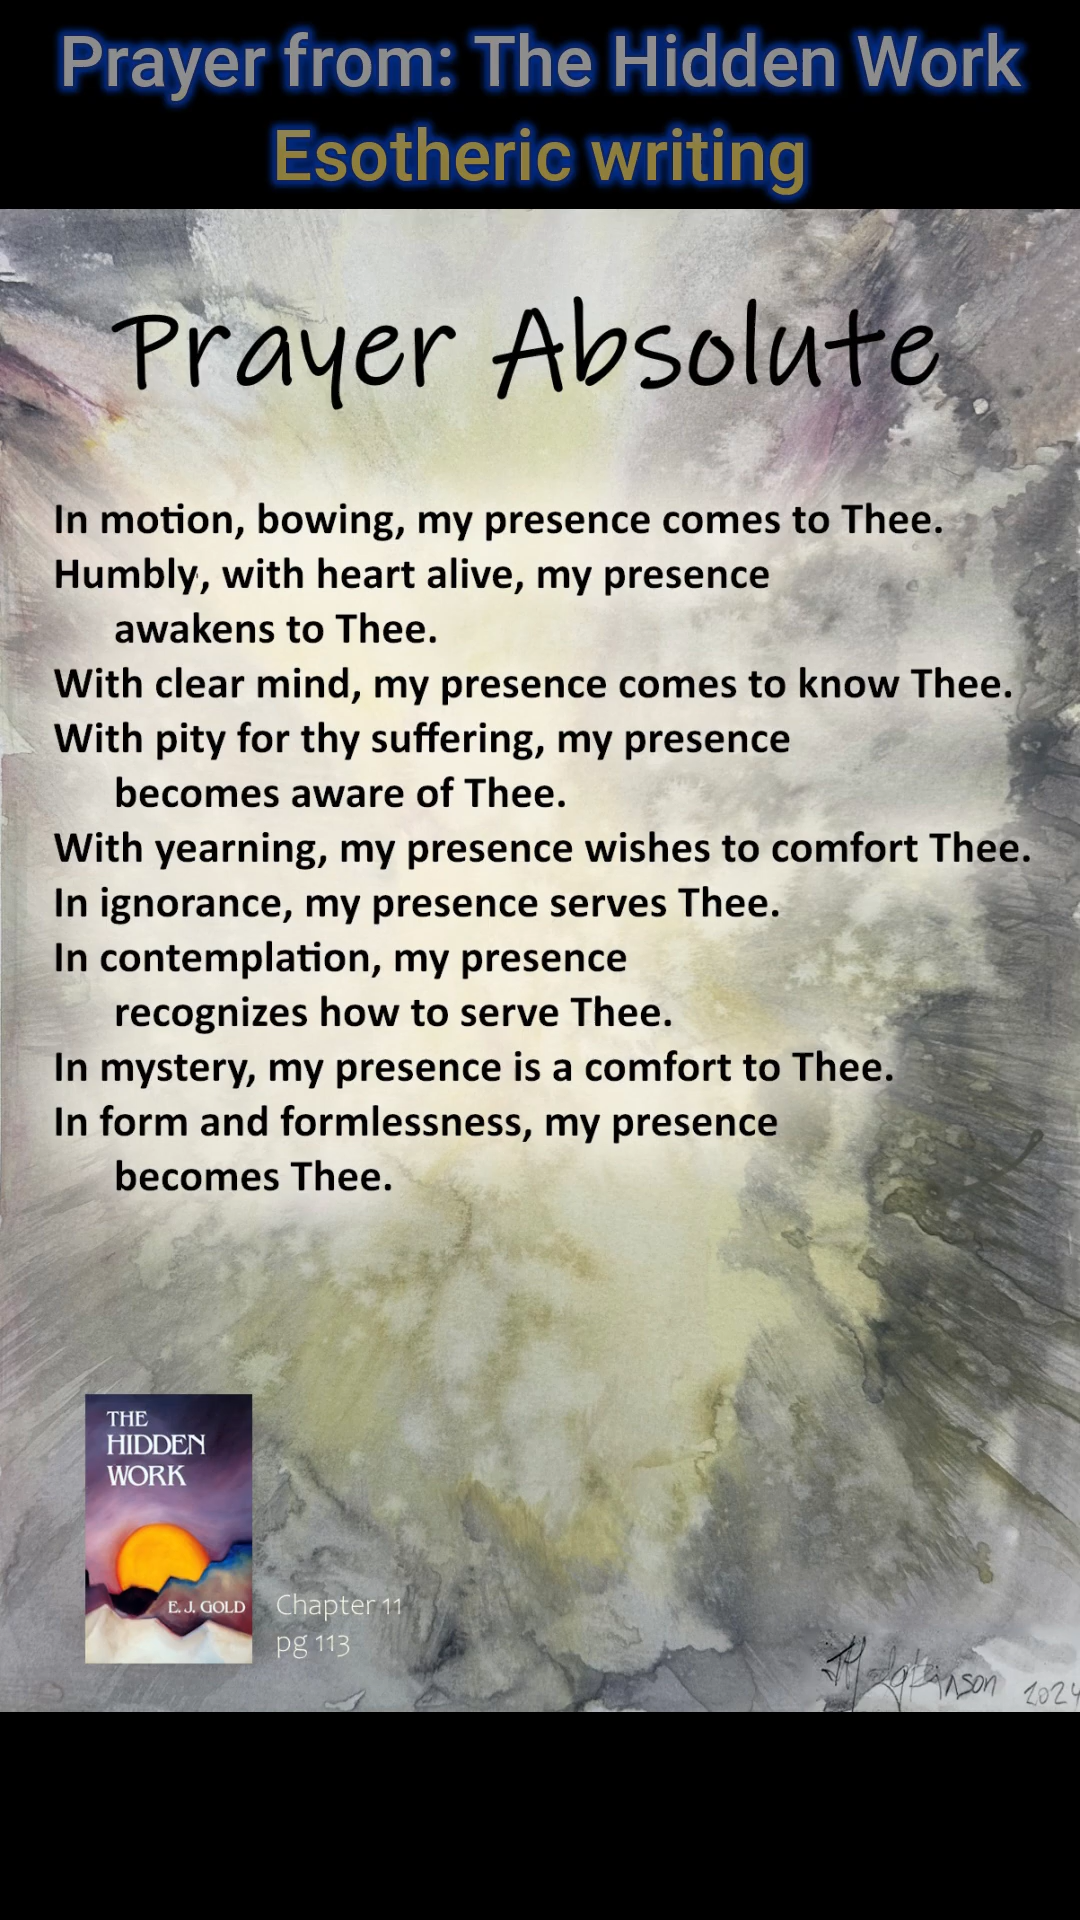 Prayer from: The Hidden Work
Esotheric writing
Prayer Absolute
In motion, bowing, my presence comes to Thee.
Humbly, with heart alive, my presence
awakens to Thee.
With clear mind, my presence comes to know Thee.
With pity for thy suffering, my presence
becomes aware of Thee.
With yearning, my presence wishes to comfort Thee.
In ignorance, my presence serves Thee.
In contemplation, my presence
recognizes how to serve Thee.
In mystery, my presence is a comfort to Thee.
In form and formlessness, my presence
becomes Thee.
THE
HIDDEN
WORK
E. J. GOLD
Chapter 11
pg 113
2024